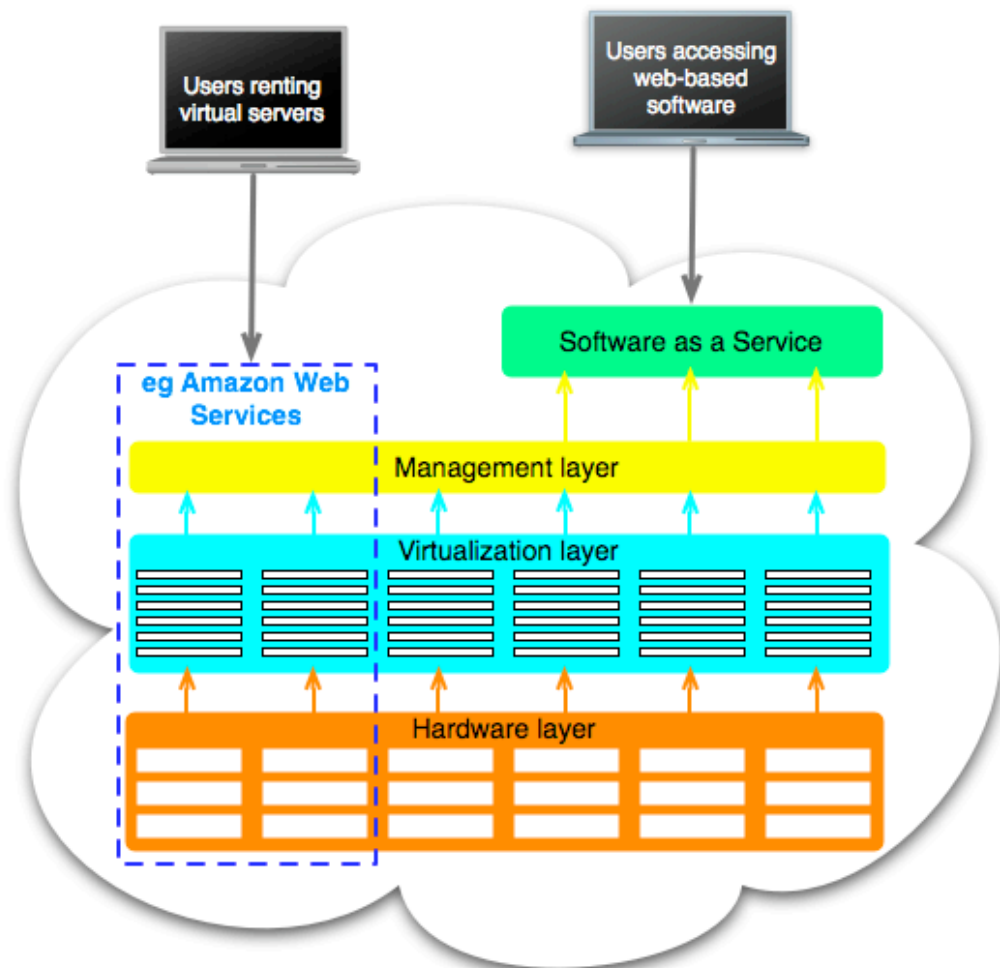 Users renting
virtual servers
Users accessing
web-based
software
Software as a Service
eg Amazon Web
Services
Management layer
Virtualization layer
Hardware layer